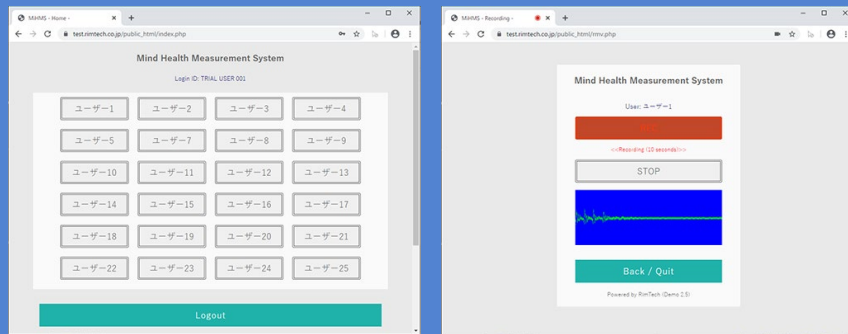 MiHMS - Home -
test.rimtech.co.jp/public_html/index.php
Mind Health Measurement System
Login ID: TRIAL USER 001
ユーザー1 ユーザー2 ユーザー3 ユーザー4
ユーザー5 ユーザー7 ユーザー8 ユーザー9
ユーザー10 ユーザー11 ユーザー12 ユーザー13
ユーザー14 ユーザー15 ユーザー16 ユーザー17
ユーザー18 ユーザー19 ユーザー20 ユーザー21
ユーザー22 ユーザー23 ユーザー24 ユーザー25
Logout
MiHMS - Recording -
test.rimtech.co.jp/public_html/rmv.php
Mind Health Measurement System
User: ユーザー1
<<Recording (10 seconds)>>
STOP
Back / Quit
Powered by RimTech (Demo 2.5)